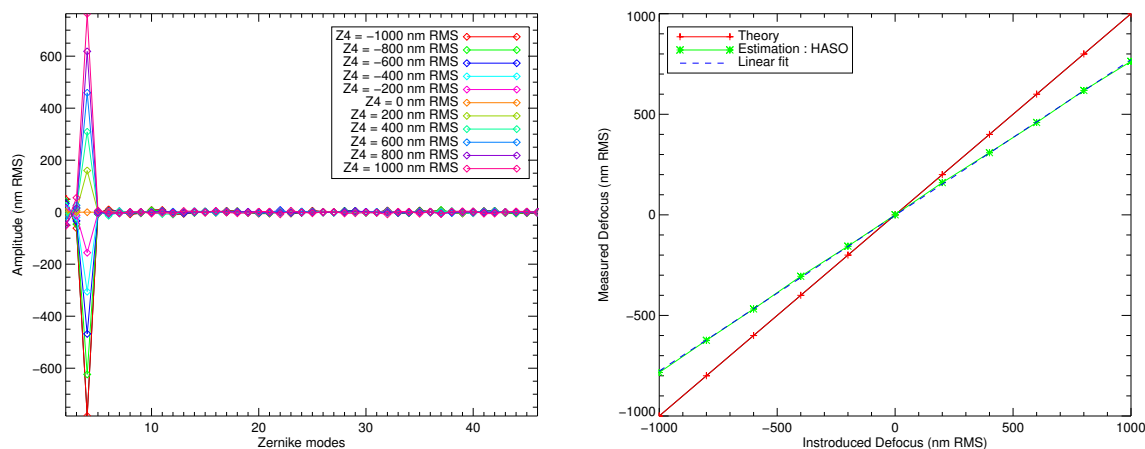 Z4 = −1000 nm RMS
Z4 = −800 nm RMS
Z4 = −600 nm RMS
Z4 = −400 nm RMS
Z4 = −200 nm RMS
Z4 = 0 nm RMS
Z4 = 200 nm RMS
Z4 = 400 nm RMS
Z4 = 600 nm RMS
Z4 = 800 nm RMS
Z4 = 1000 nm RMS
Amplitude (nm RMS)
600
400
200
0
−200
−400
−600
10 20 30 40
Zernike modes
Theory
Estimation : HASO
Linear fit
Measured Defocus (nm RMS)
1000
500
0
−500
−1000
−1000 −500 0 500 1000
Instroduced Defocus (nm RMS)